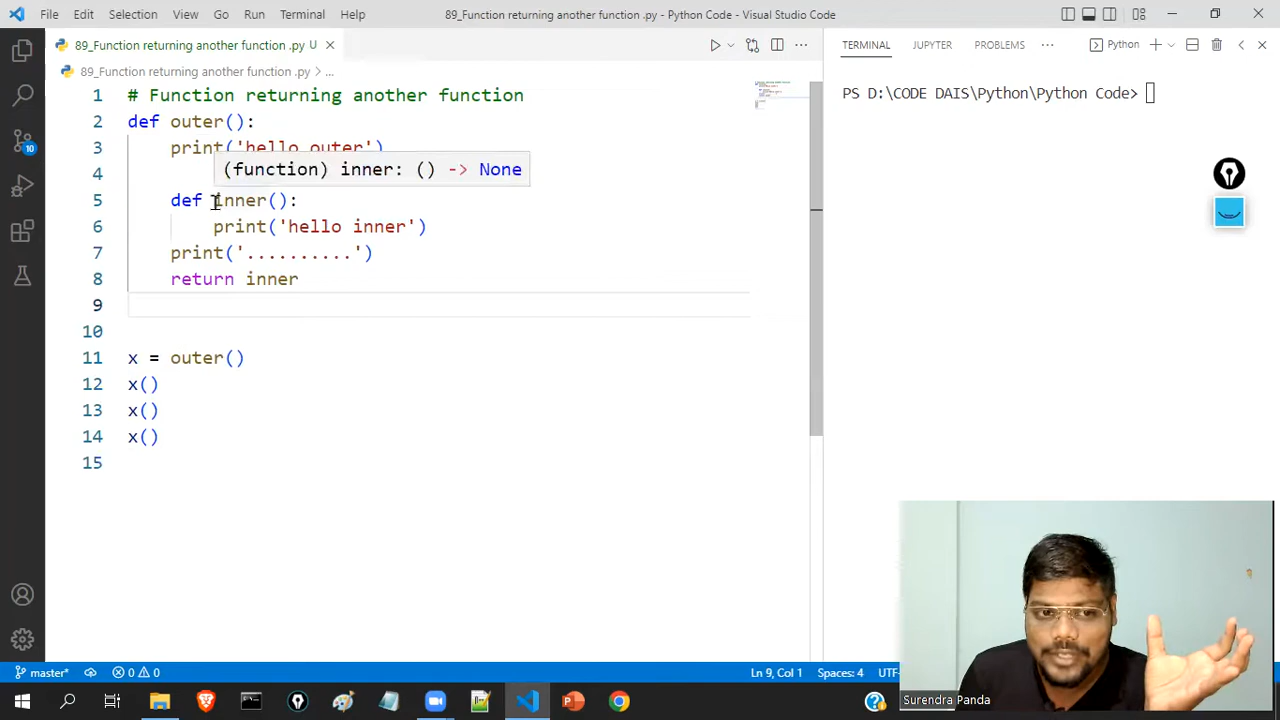 File Edit Selection View Go Run Terminal Help 89_Function returning another function .py - Python Code - Visual Studio Code
89_Function returning another function .py U
TERMINAL JUPYTER PROBLEMS Python
89_Function returning another function .py > ...
PS D:\CODE DAIS\Python\Python Code>
1 # Function returning another function
2 def outer():
3 print('hello outer')
4
(function) inner: () -> None
5 def inner():
6 print('hello inner')
7 print('..........')
8 return inner
9
10
11 x = outer()
12 x()
13 x()
14 x()
15
10
master* 0 0 Ln 9, Col 1 Spaces: 4 UTF-
Surendra Panda